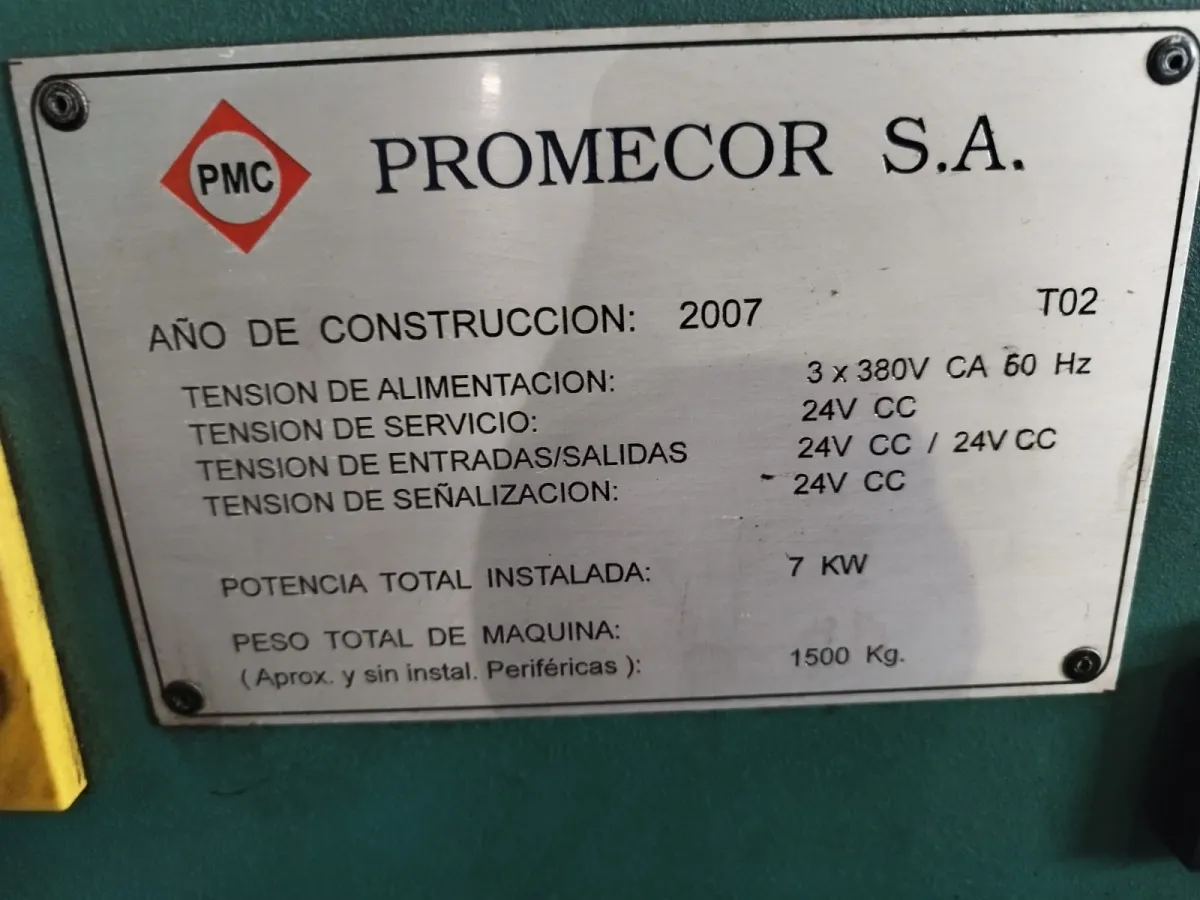 PMC PROMECOR S.A.
AÑO DE CONSTRUCCION: 2007 T02
TENSION DE ALIMENTACION: 3 x 380V CA 50 Hz
TENSION DE SERVICIO: 24V CC
TENSION DE ENTRADAS/SALIDAS 24V CC / 24V CC
TENSION DE SEÑALIZACION: 24V CC
POTENCIA TOTAL INSTALADA: 7 KW
PESO TOTAL DE MAQUINA:
(Aprox. y sin instal. Periféricas ): 1500 Kg.